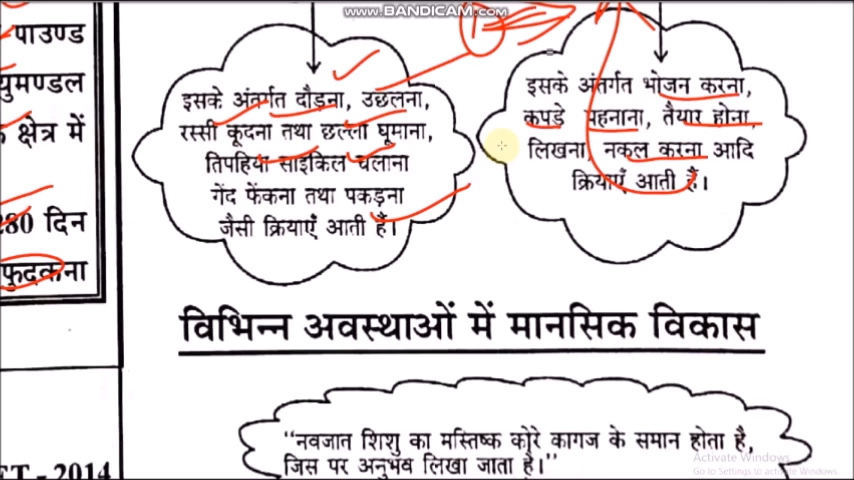 www.BANDICAM.com
पाउण्ड
युमण्डल
क्षेत्र में
280 दिन
फुदकना
इसके अंतर्गत दौड़ना, उछलना,
रस्सी कूदना तथा छल्ला घूमाना,
तिपहिया साइकिल चलाना
गेंद फेंकना तथा पकड़ना
जैसी क्रियाएँ आती हैं।
इसके अंतर्गत भोजन करना,
कपड़े पहनाना, तैयार होना,
लिखना, नकल करना आदि
क्रियाएँ आती हैं।
विभिन्न अवस्थाओं में मानसिक विकास
"नवजात शिशु का मस्तिष्क कोरे कागज के समान होता है,
जिस पर अनुभव लिखा जाता है।"
ET - 2014
Activate Windows
Go to Settings to activate Windows.